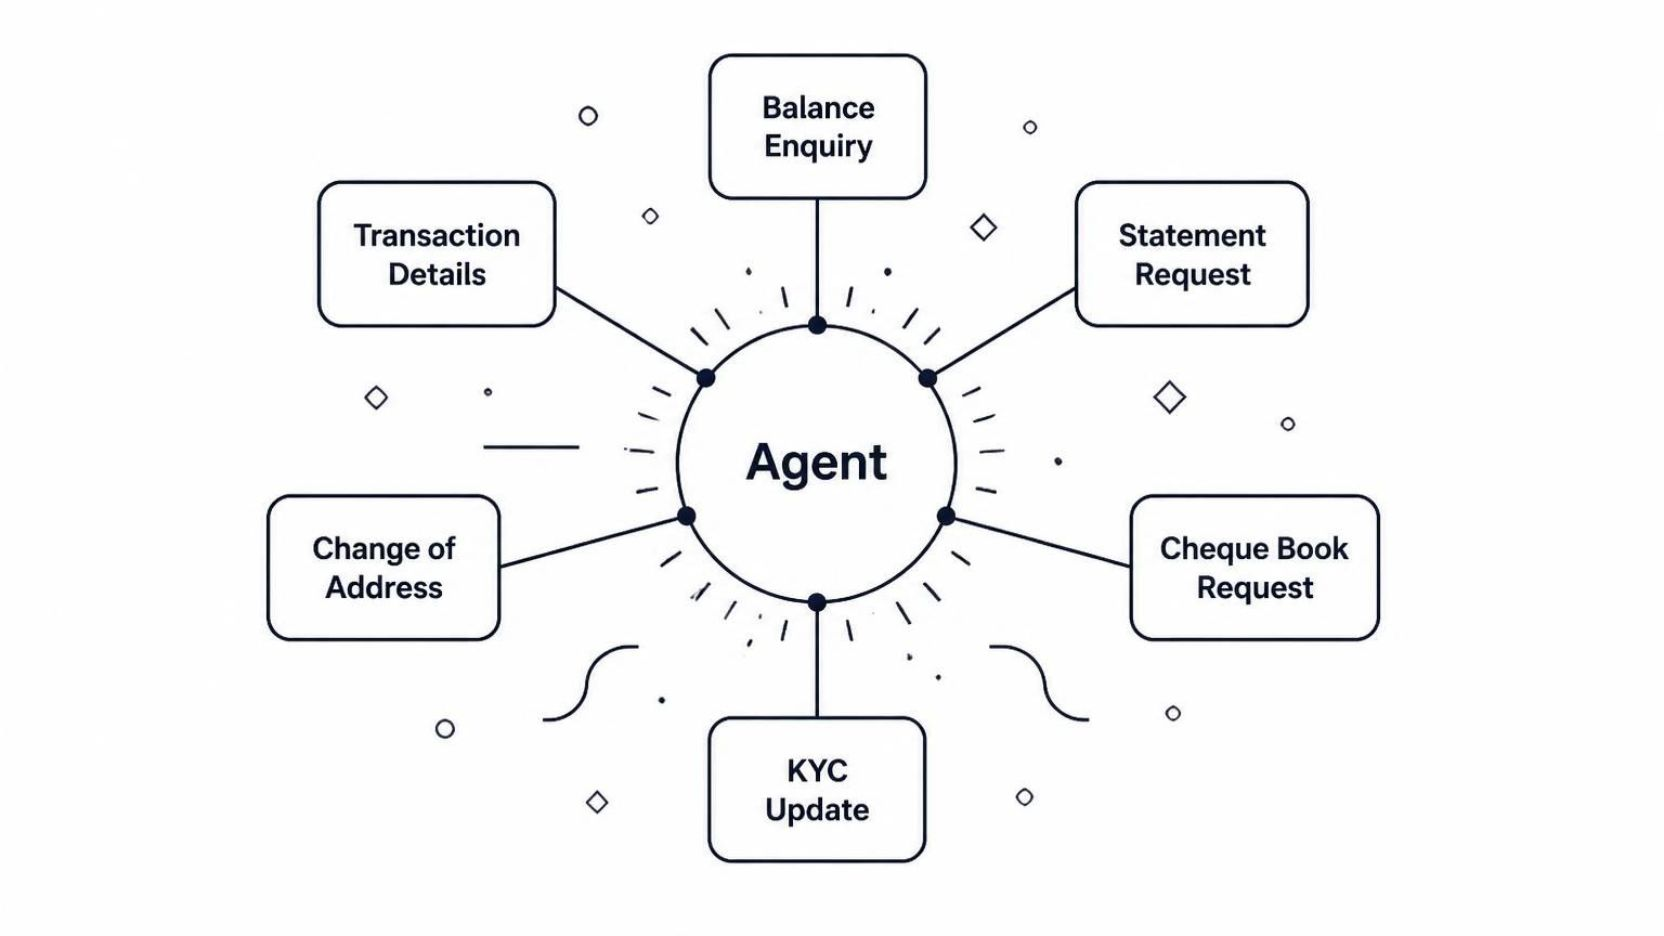 Balance
Enquiry
Transaction
Details
Statement
Request
Agent
Change of
Address
Cheque Book
Request
KYC
Update